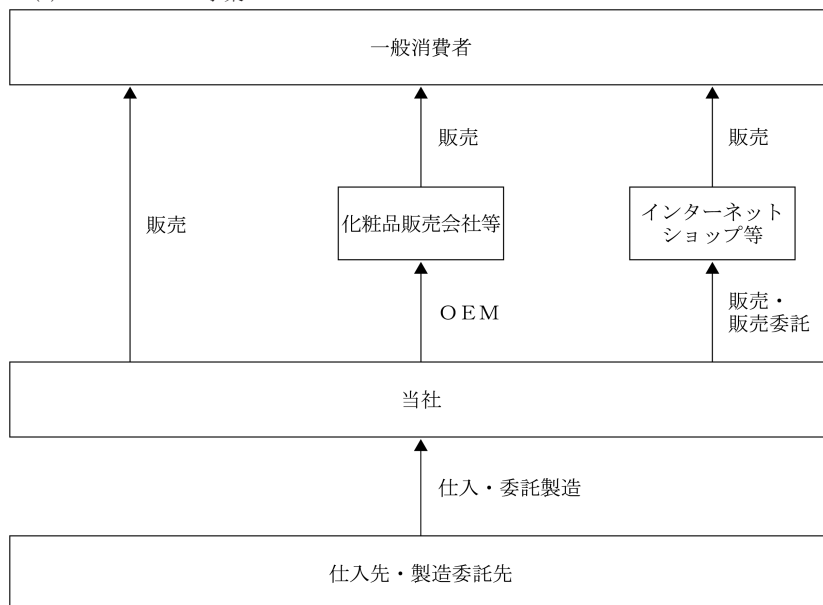 一般消費者
販売
販売
販売
化粧品販売会社等
インターネット
ショップ等
ＯＥＭ
販売・
販売委託
当社
仕入・委託製造
仕入先・製造委託先